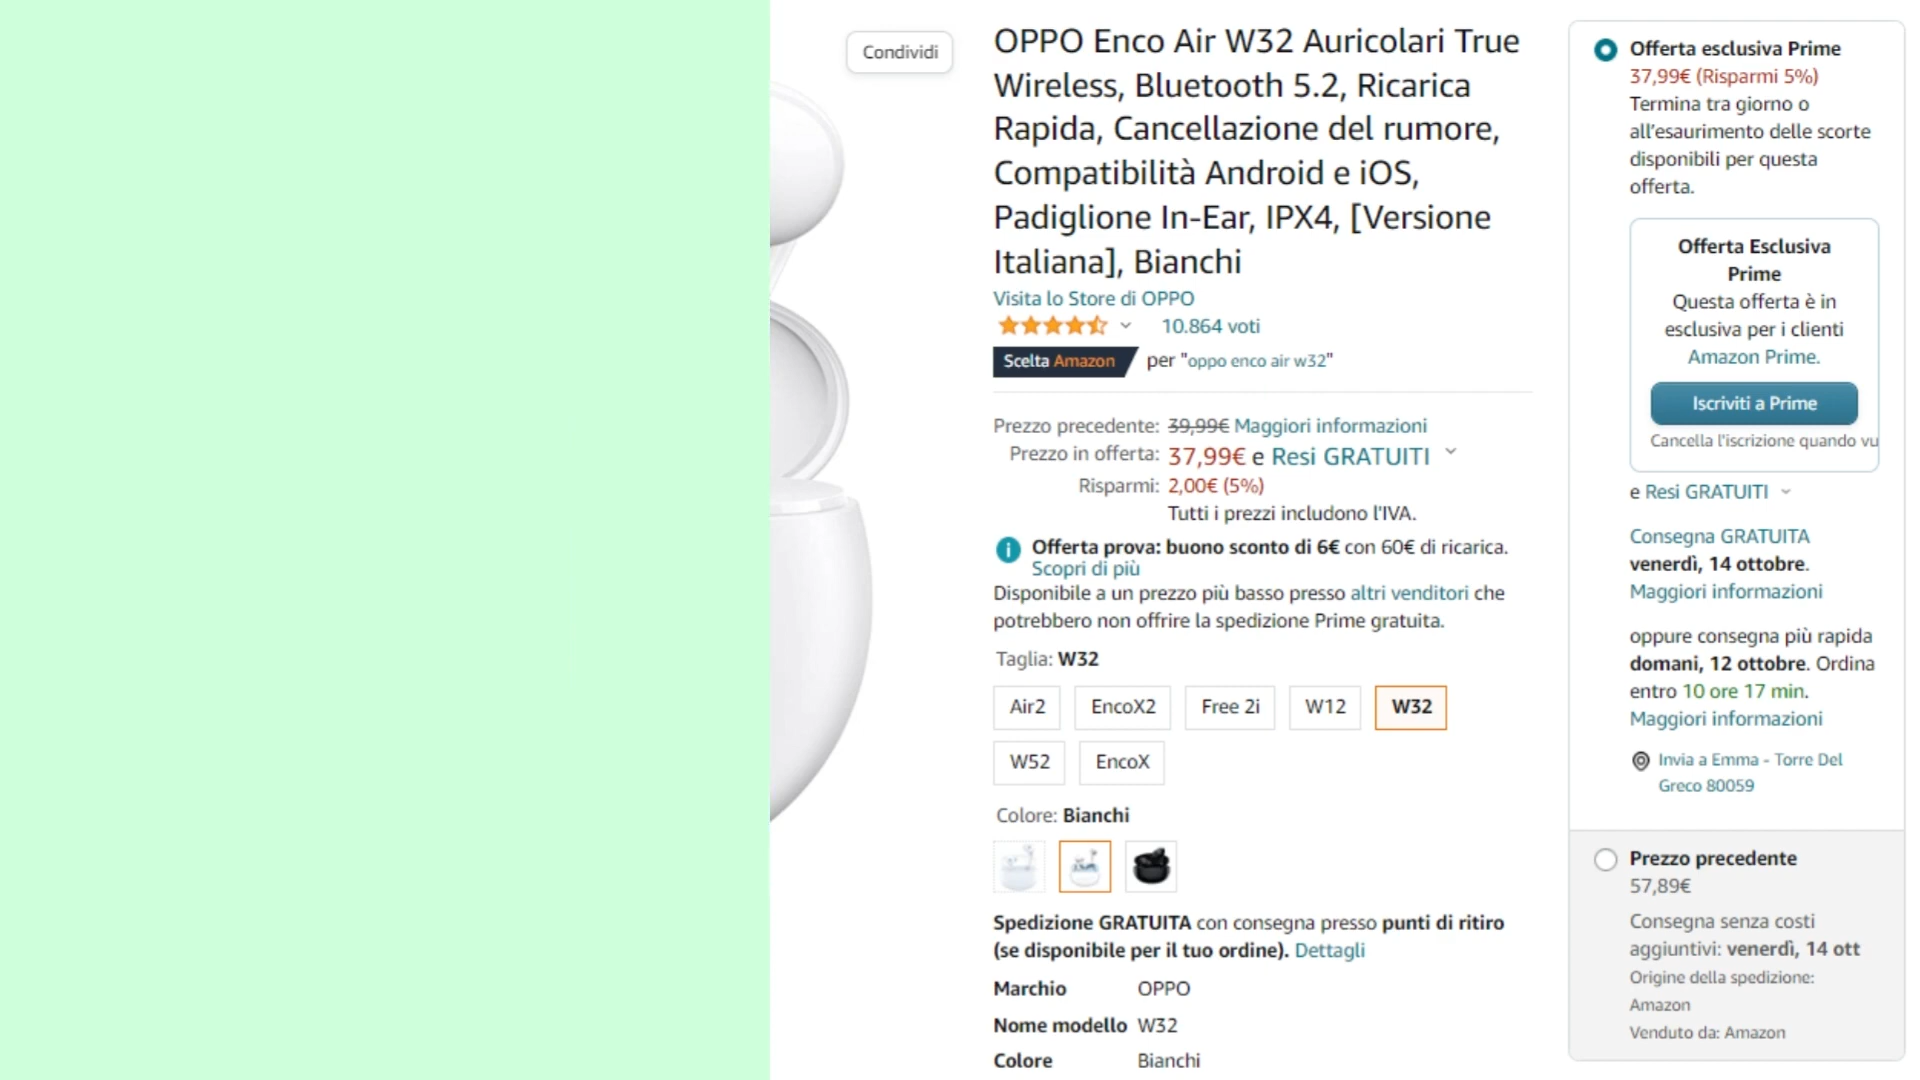 Condividi
OPPO Enco Air W32 Auricolari True
Wireless, Bluetooth 5.2, Ricarica
Rapida, Cancellazione del rumore,
Compatibilità Android e iOS,
Padiglione In-Ear, IPX4, [Versione
Italiana], Bianchi
Visita lo Store di OPPO
10.864 voti
Scelta Amazon per "oppo enco air w32"
Prezzo precedente: 39,99€ Maggiori informazioni
Prezzo in offerta: 37,99€ e Resi GRATUITI
Risparmi: 2,00€ (5%)
Tutti i prezzi includono l'IVA.
i Offerta prova: buono sconto di 6€ con 60€ di ricarica.
Scopri di più
Disponibile a un prezzo più basso presso altri venditori che
potrebbero non offrire la spedizione Prime gratuita.
Taglia: W32
Air2 EncoX2 Free 2i W12 W32
W52 EncoX
Colore: Bianchi
Spedizione GRATUITA con consegna presso punti di ritiro
(se disponibile per il tuo ordine). Dettagli
Marchio OPPO
Nome modello W32
Colore Bianchi
Offerta esclusiva Prime
37,99€ (Risparmi 5%)
Termina tra giorno o
all'esaurimento delle scorte
disponibili per questa
offerta.
Offerta Esclusiva
Prime
Questa offerta è in
esclusiva per i clienti
Amazon Prime.
Iscriviti a Prime
Cancella l'iscrizione quando vu
e Resi GRATUITI
Consegna GRATUITA
venerdì, 14 ottobre.
Maggiori informazioni
oppure consegna più rapida
domani, 12 ottobre. Ordina
entro 10 ore 17 min.
Maggiori informazioni
Invia a Emma - Torre Del
Greco 80059
Prezzo precedente
57,89€
Consegna senza costi
aggiuntivi: venerdì, 14 ott
Origine della spedizione:
Amazon
Venduto da: Amazon